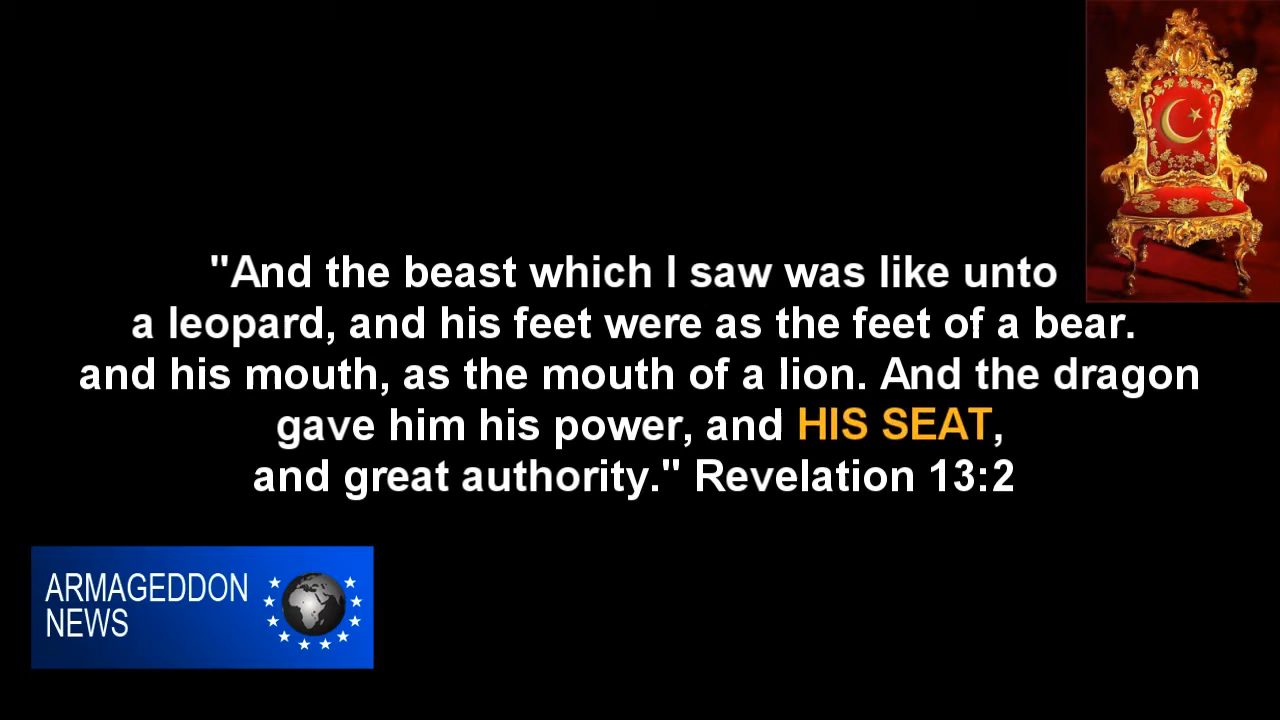 "And the beast which I saw was like unto
a leopard, and his feet were as the feet of a bear.
and his mouth, as the mouth of a lion. And the dragon
gave him his power, and HIS SEAT,
and great authority." Revelation 13:2
ARMAGEDDON
NEWS